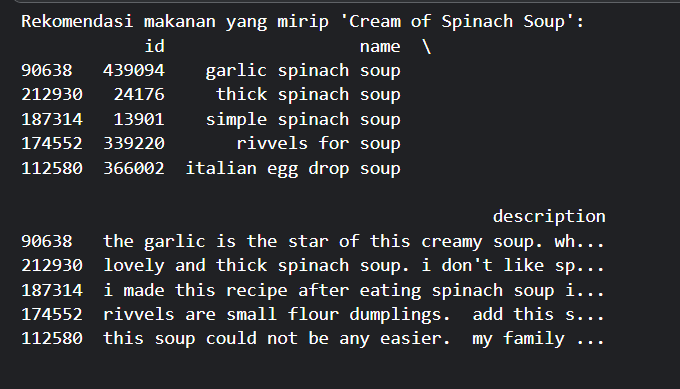 Rekomendasi makanan yang mirip 'Cream of Spinach Soup':
id name \
90638 439094 garlic spinach soup
212930 24176 thick spinach soup
187314 13901 simple spinach soup
174552 339220 rivvels for soup
112580 366002 italian egg drop soup
description
90638 the garlic is the star of this creamy soup. wh...
212930 lovely and thick spinach soup. i don't like sp...
187314 i made this recipe after eating spinach soup i...
174552 rivvels are small flour dumplings.  add this s...
112580 this soup could not be any easier.  my family ...